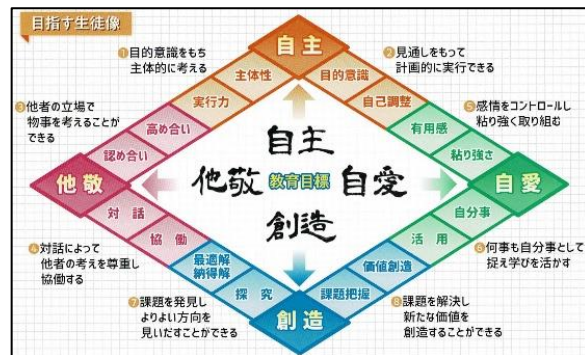 目指す生徒像
自主
❶目的意識をもち
主体的に考える
❷見通しをもって
計画的に実行できる
主体性
目的意識
実行力
自己調整
❸他者の立場で
物事を考えることが
できる
高め合い
認め合い
❺感情をコントロールし
粘り強く取り組む
有用感
粘り強さ
自主
他敬
教育目標
自愛
創造
他敬
自愛
対話
協働
自分事
活用
❹対話によって
他者の考えを尊重し
協働する
❻何事も自分事として
捉え学びを活かす
最適解
納得解
探究
価値創造
課題把握
❼課題を発見し
よりよい方向を
見いだすことができる
❽課題を解決し
新たな価値を
創造することができる
創造